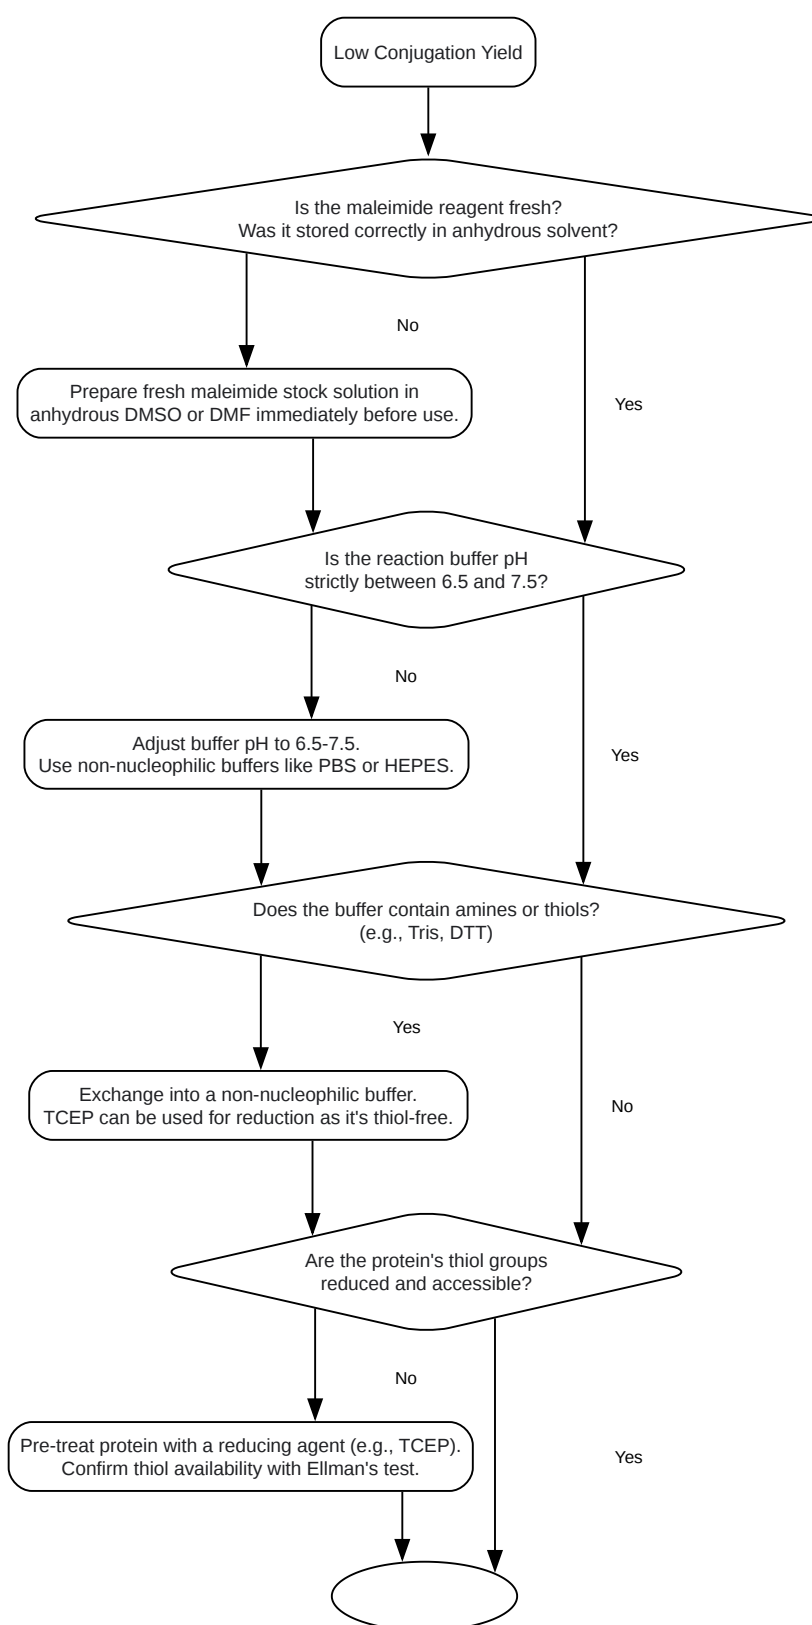 Low Conjugation Yield
Is the maleimide reagent fresh?
Was it stored correctly in anhydrous solvent?
No
Prepare fresh maleimide stock solution in
anhydrous DMSO or DMF immediately before use.
Yes
Is the reaction buffer pH
strictly between 6.5 and 7.5?
No
Adjust buffer pH to 6.5-7.5.
Use non-nucleophilic buffers like PBS or HEPES.
Yes
Does the buffer contain amines or thiols?
(e.g., Tris, DTT)
Yes
Exchange into a non-nucleophilic buffer.
TCEP can be used for reduction as it's thiol-free.
No
Are the protein's thiol groups
reduced and accessible?
No
Pre-treat protein with a reducing agent (e.g., TCEP).
Confirm thiol availability with Ellman's test.
Yes